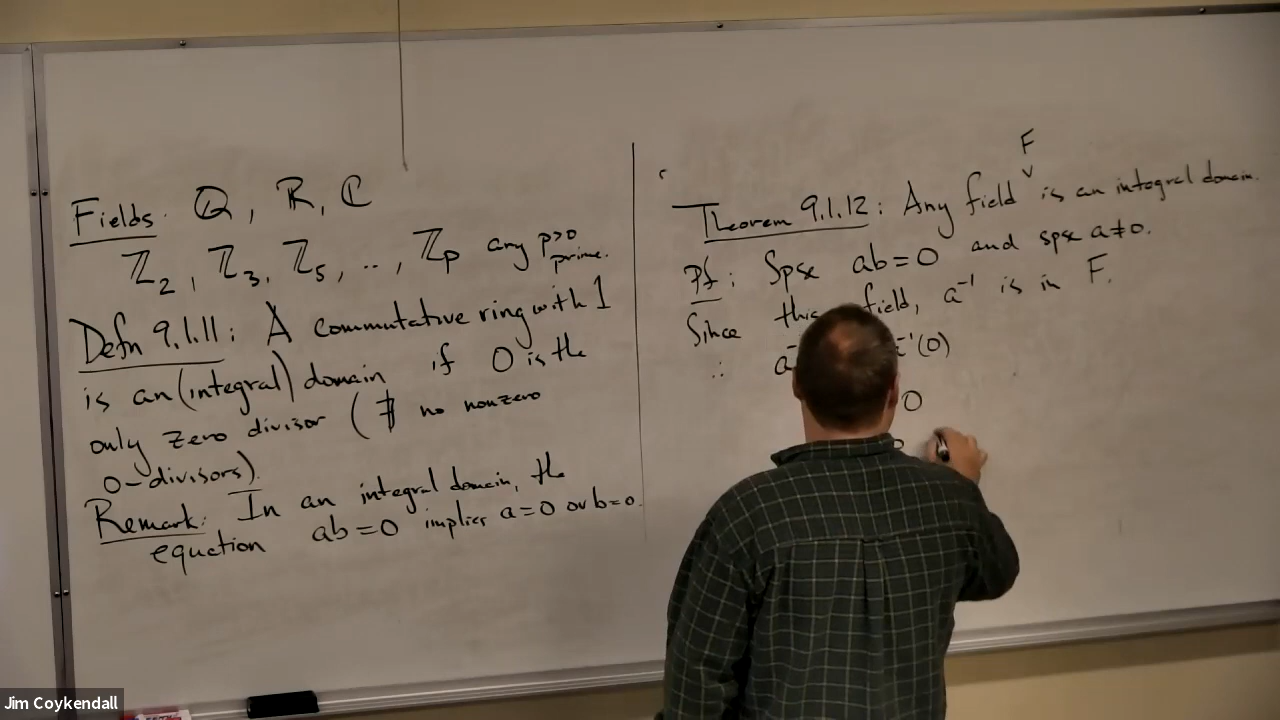 Fields: ℚ, ℝ, ℂ
ℤ₂, ℤ₃, ℤ₅, .., ℤp any p>0 prime.
Defn 9.1.11: A commutative ring with 1
is an (integral) domain if 0 is the
only zero divisor (∄ no nonzero
0-divisors).
Remark: In an integral domain, the
equation ab=0 implies a=0 or b=0.
F
Theorem 9.1.12: Any field ∨ is an integral domain.
Pf: Spse ab=0 and spse a≠0.
Since this field, a⁻¹ is in F.
∴ a⁻ ⁻¹(0)
0
Jim Coykendall